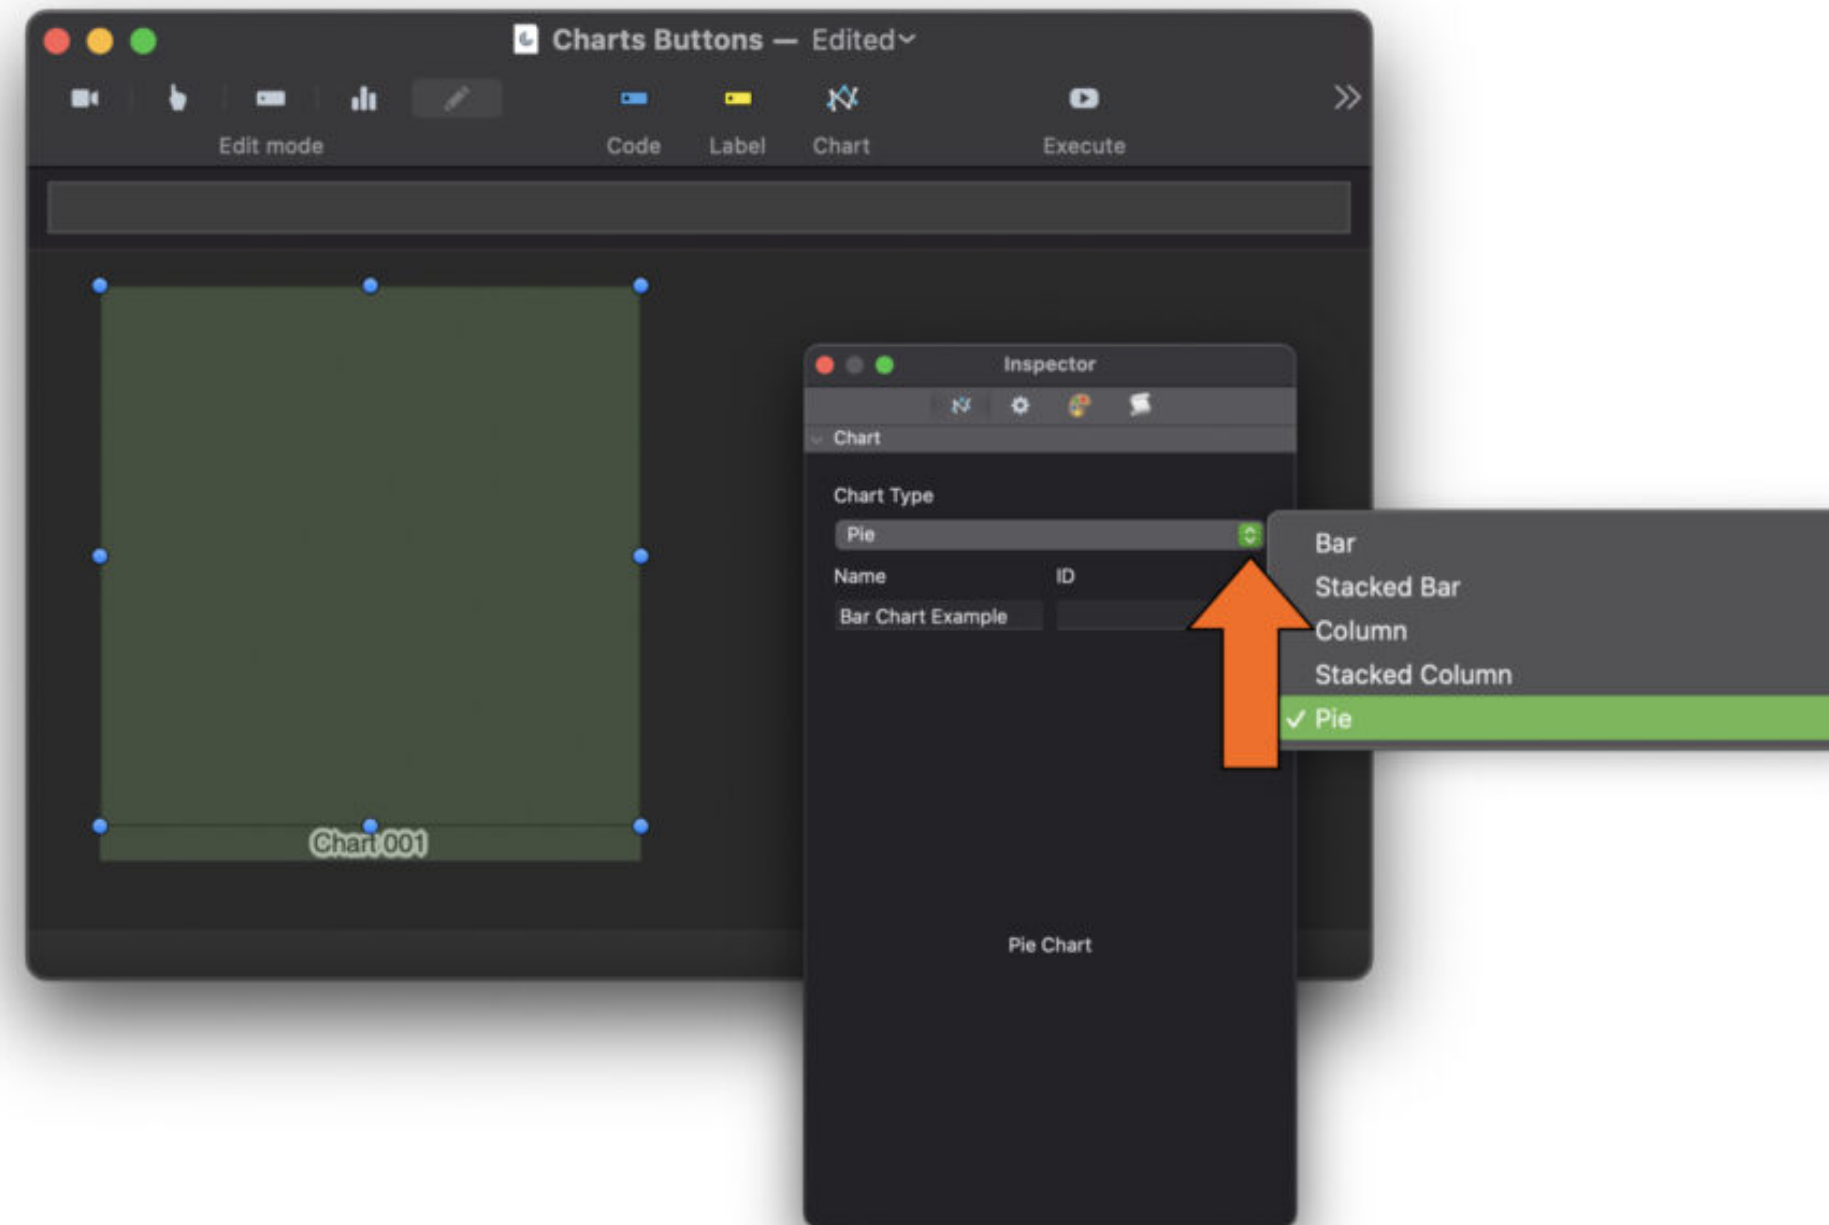 Charts Buttons — Edited
Edit mode
Code
Label
Chart
Execute
Chart 001
Inspector
Chart
Chart Type
Pie
Name
ID
Bar Chart Example
Pie Chart
Bar
Stacked Bar
Column
Stacked Column
✓ Pie